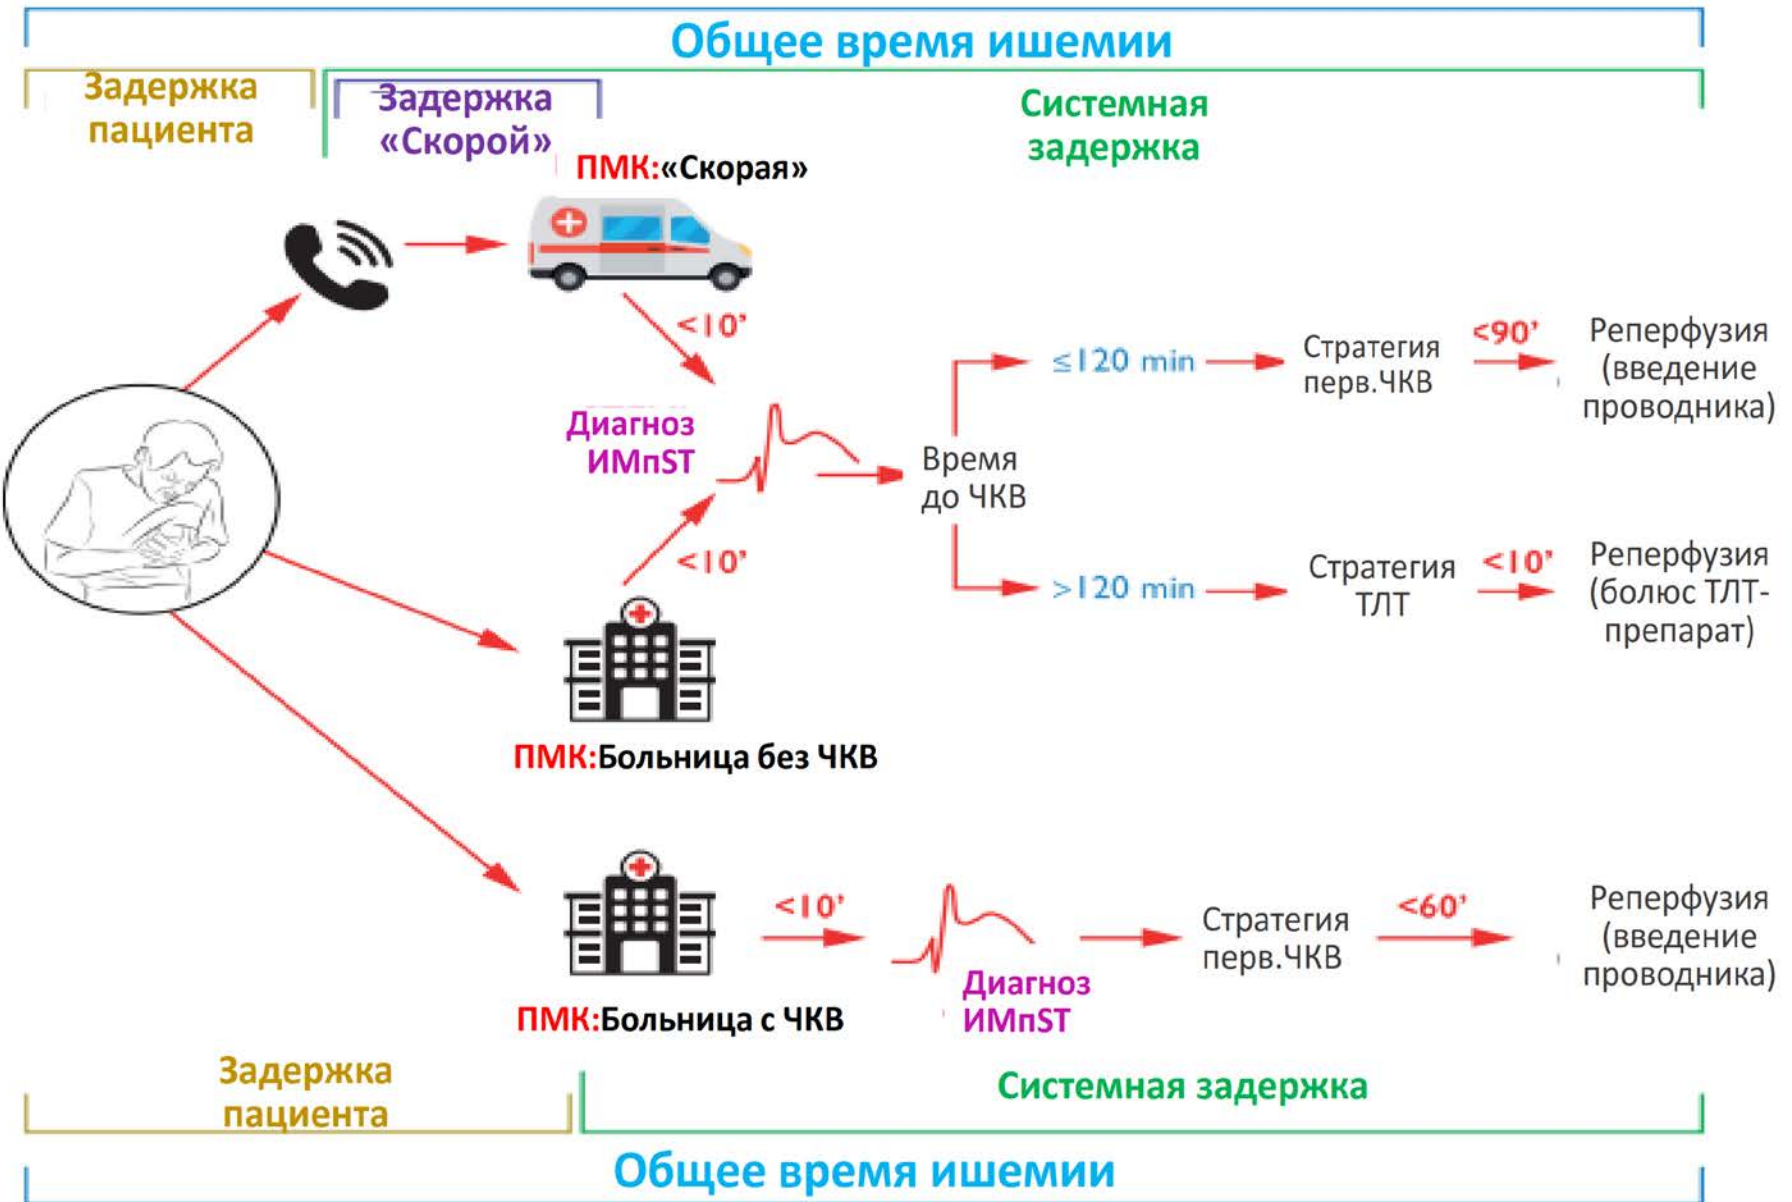 Общее время ишемии
Задержка
пациента
Задержка
«Скорой»
Системная
задержка
ПМК:«Скорая»
<10’
Диагноз
ИМпST
<10’
Время
до ЧКВ
≤120 min
Стратегия
перв.ЧКВ
<90’
Реперфузия
(введение
проводника)
>120 min
Стратегия
ТЛТ
<10’
Реперфузия
(болюс ТЛТ-
препарат)
ПМК:Больница без ЧКВ
ПМК:Больница с ЧКВ
<10’
Диагноз
ИМпST
Стратегия
перв.ЧКВ
<60’
Реперфузия
(введение
проводника)
Задержка
пациента
Системная задержка
Общее время ишемии